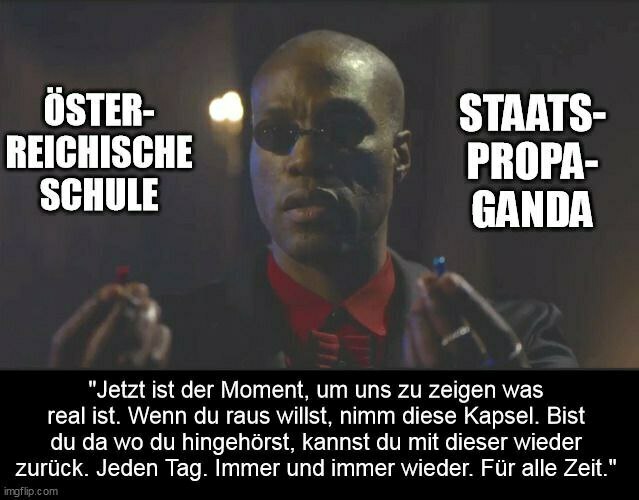 ÖSTER-
REICHISCHE
SCHULE
STAATS-
PROPA-
GANDA
"Jetzt ist der Moment, um uns zu zeigen was
real ist. Wenn du raus willst, nimm diese Kapsel. Bist
du da wo du hingehörst, kannst du mit dieser wieder
zurück. Jeden Tag. Immer und immer wieder. Für alle Zeit."
imgflip.com